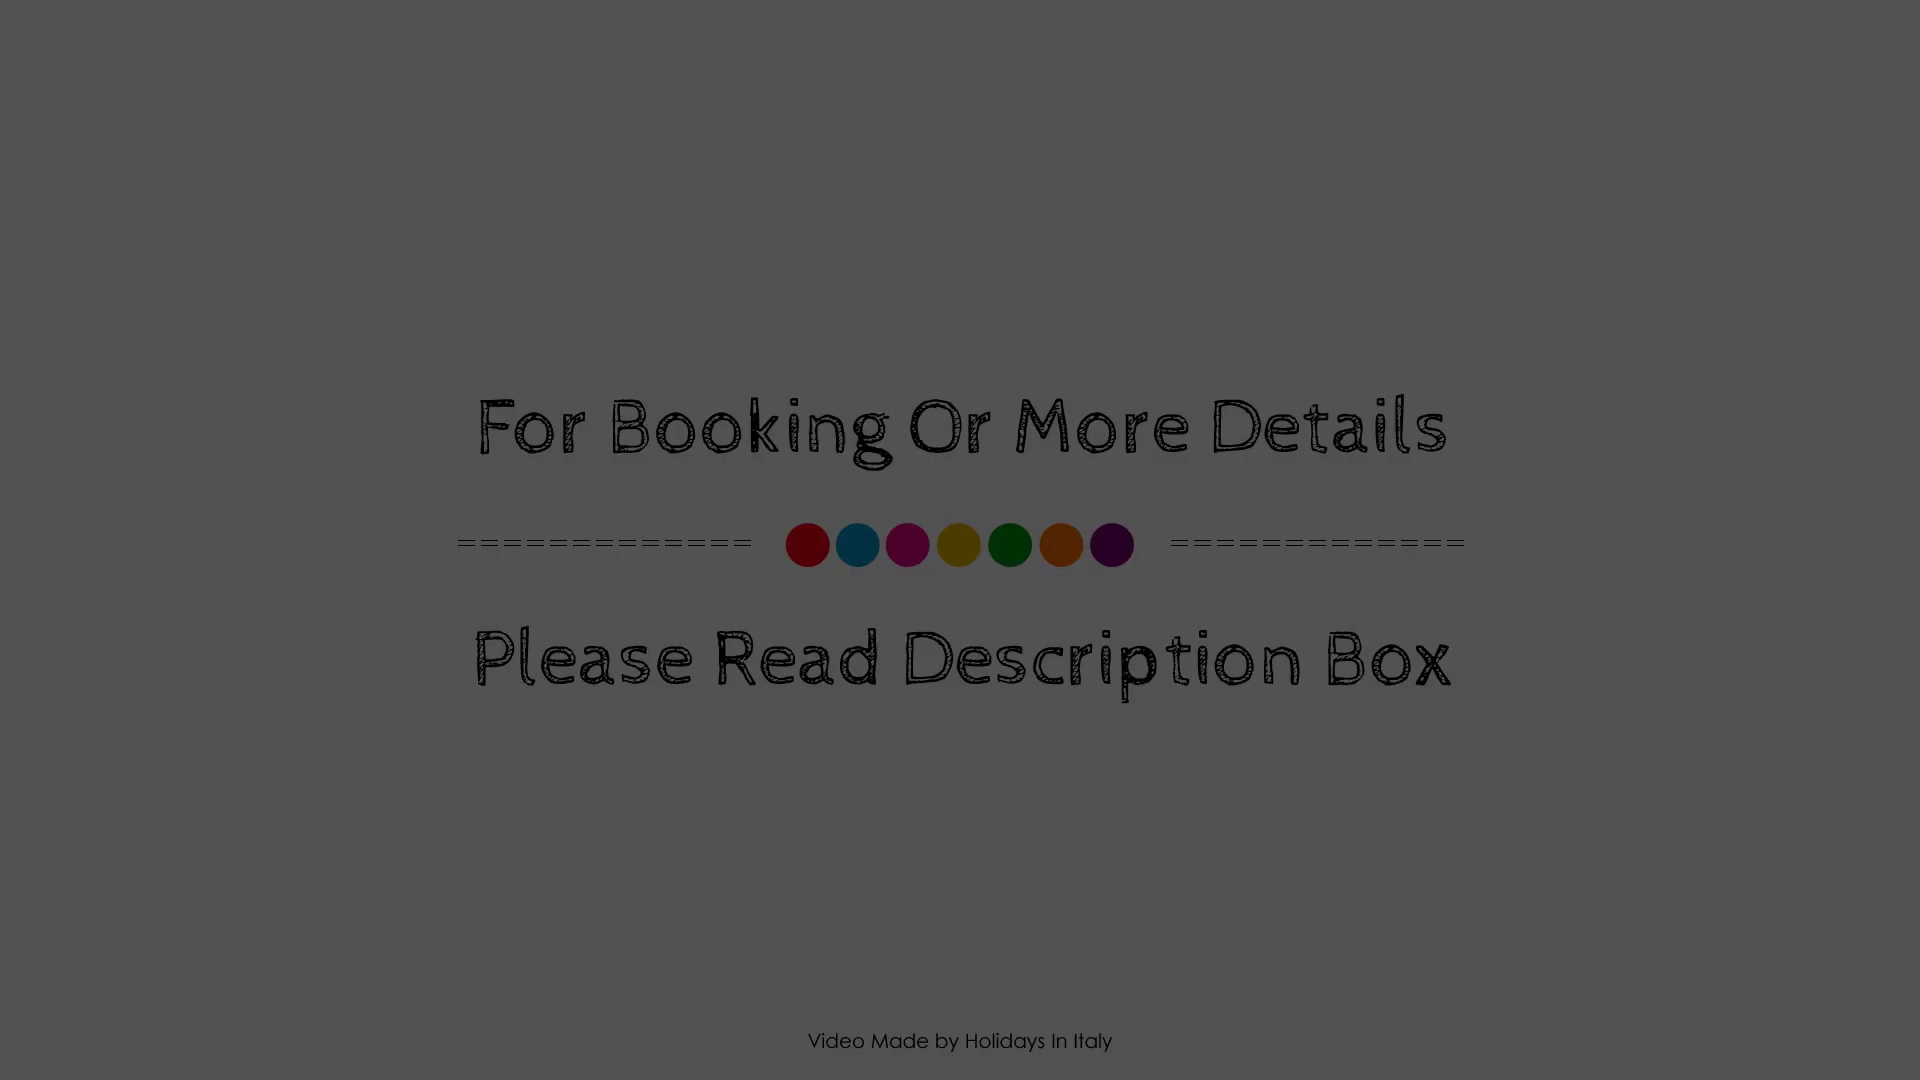 For Booking Or More Details
============= =============
Please Read Description Box
Video Made by Holidays In Italy